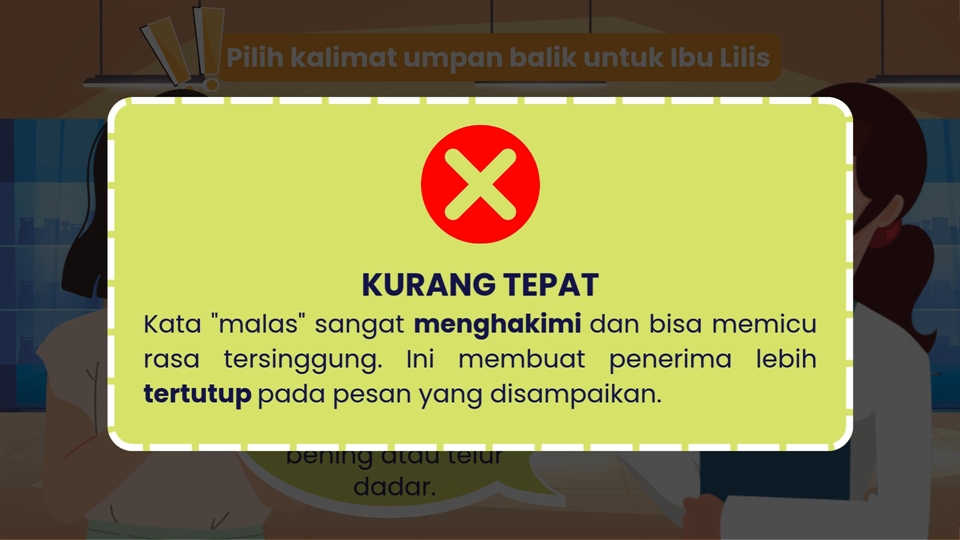 Pilih kalimat umpan balik untuk Ibu Lilis
KURANG TEPAT
Kata "malas" sangat menghakimi dan bisa memicu
rasa tersinggung. Ini membuat penerima lebih
tertutup pada pesan yang disampaikan.
bening atau telur
dadar.